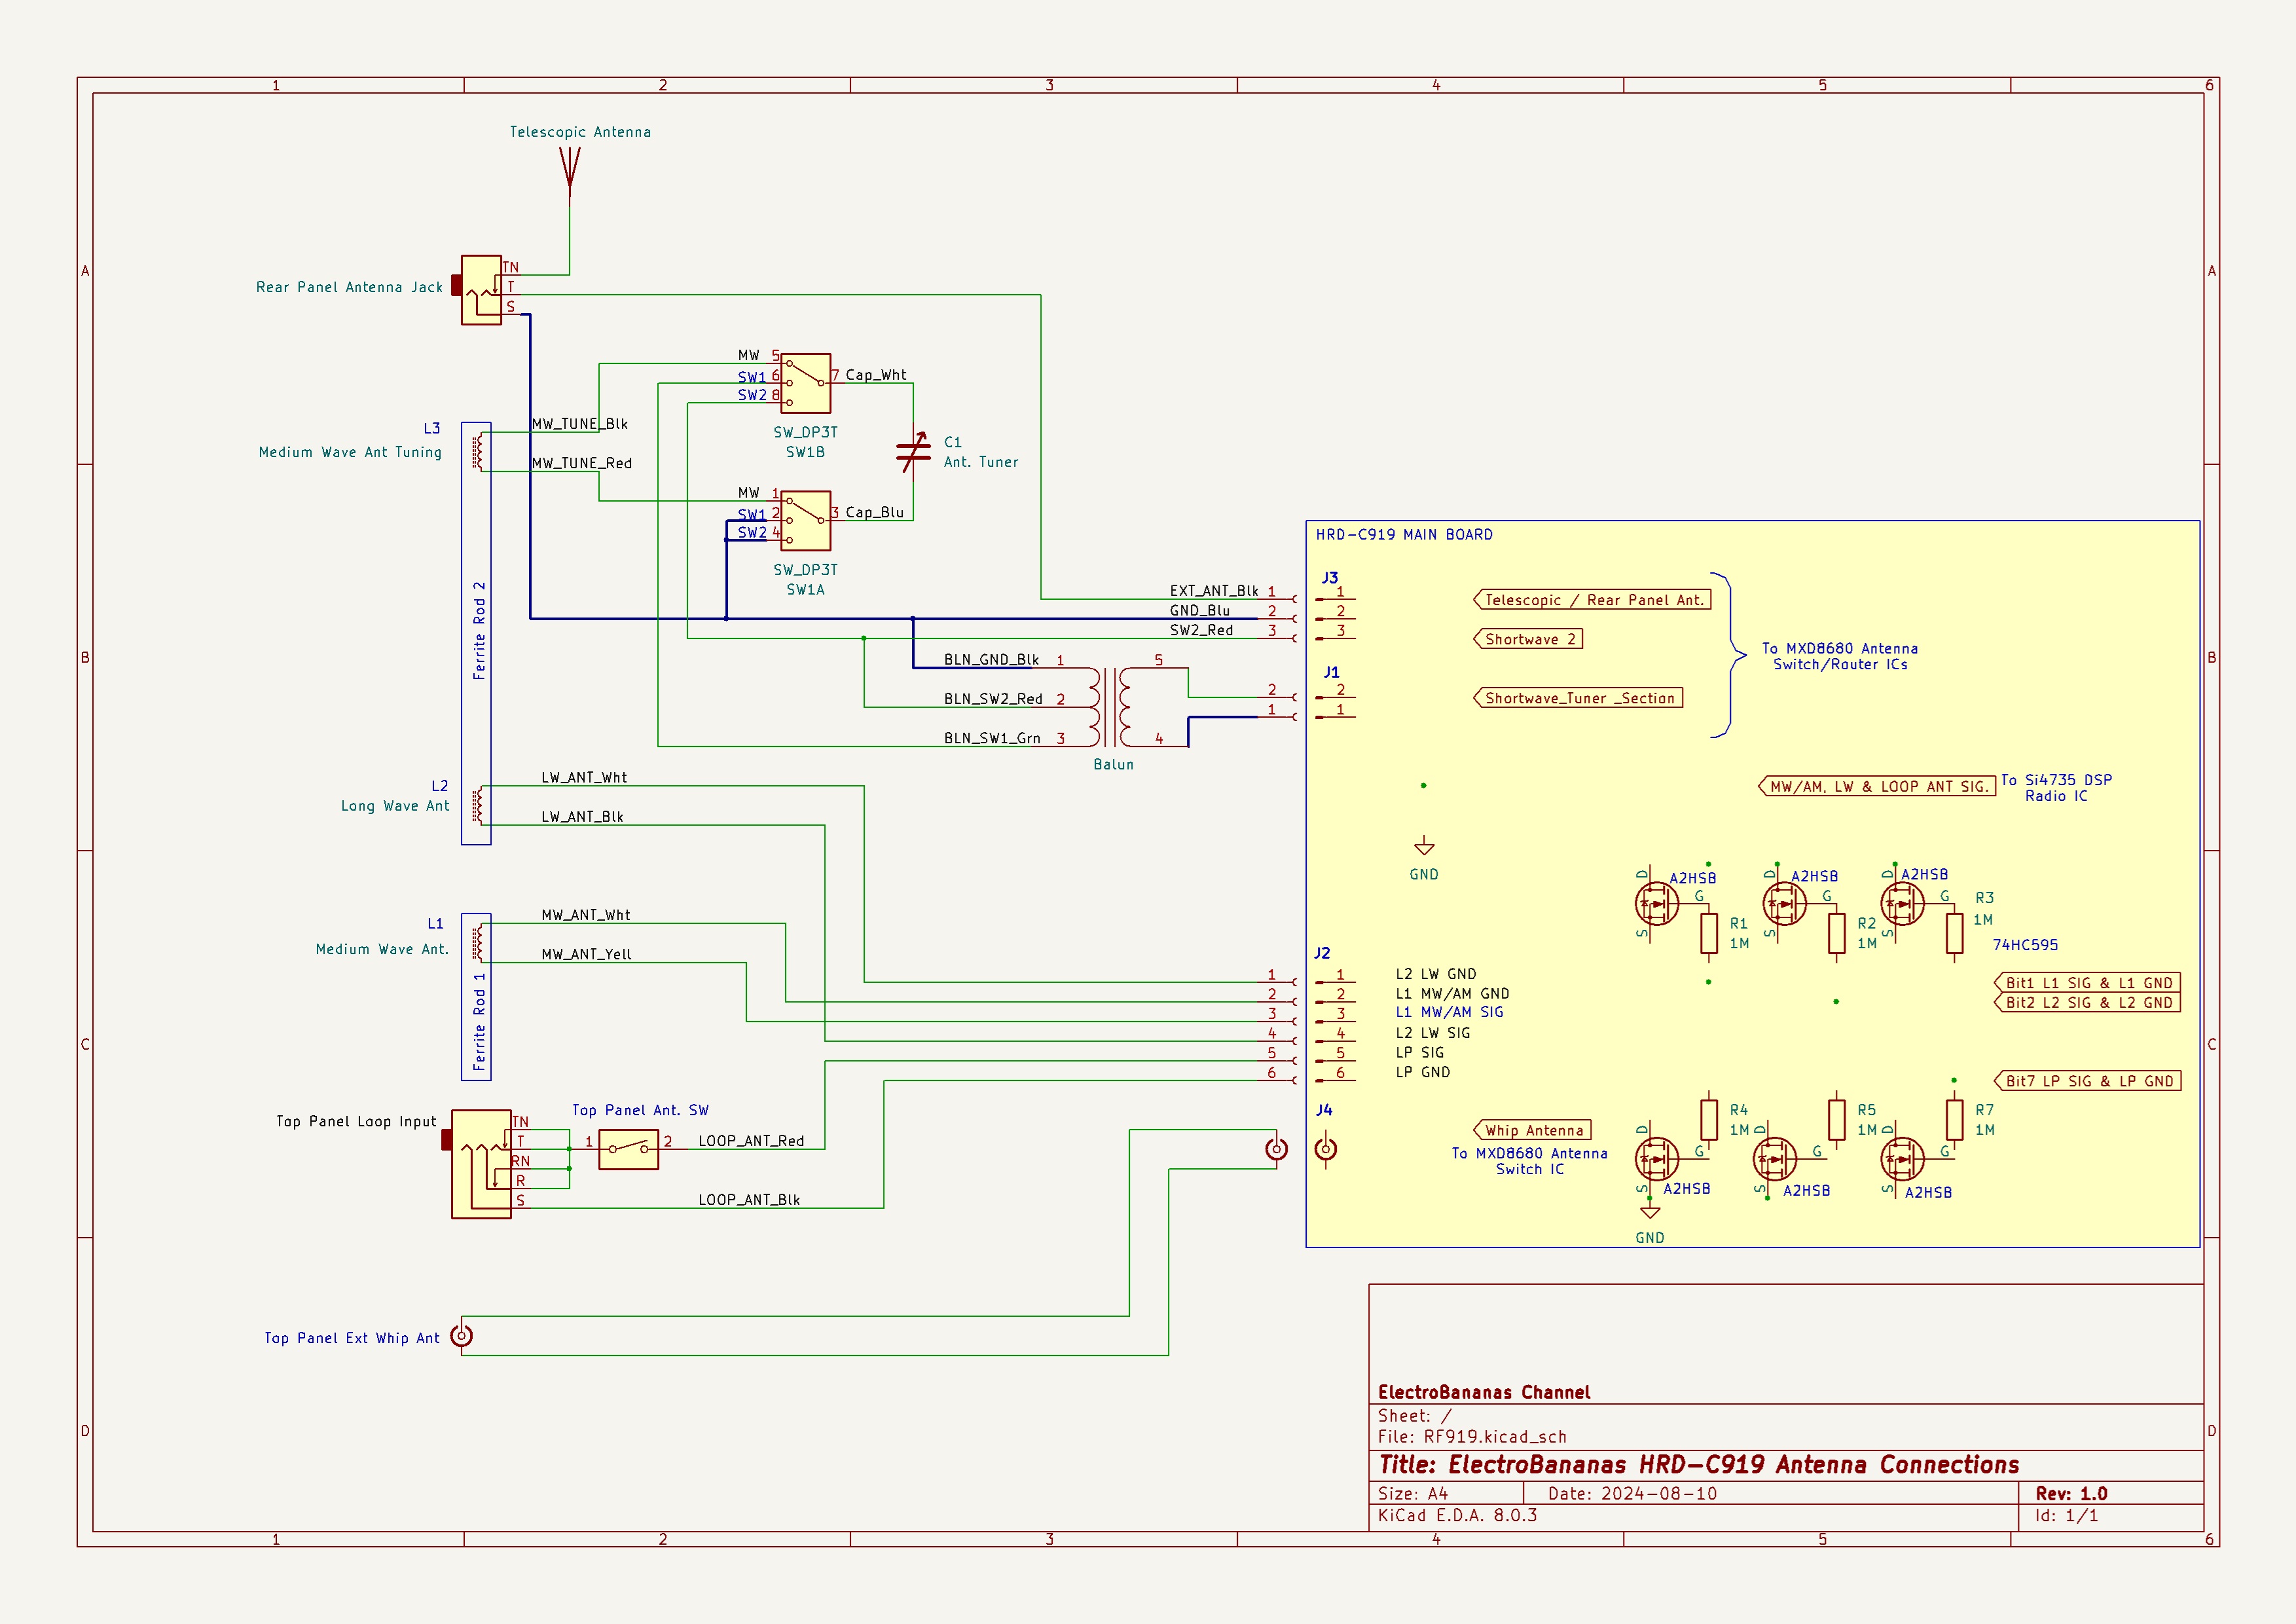 1 2 3 4 5 6
Telescopic Antenna
A
A
TN
Rear Panel Antenna Jack
T
S
MW 5
SW1 6
7 Cap_Wht
SW2 8
MW_TUNE_Blk
L3
SW_DP3T
SW1B
C1
Ant. Tuner
Medium Wave Ant Tuning
MW_TUNE_Red
MW 1
SW1 2
3 Cap_Blu
SW2 4
SW_DP3T
SW1A
HRD-C919 MAIN BOARD
J3
EXT_ANT_Blk 1 1
Telescopic / Rear Panel Ant.
GND_Blu 2 2
SW2_Red 3 3
Shortwave 2
Ferrite Rod 2
B
B
To MXD8680 Antenna
Switch/Router ICs
BLN_GND_Blk 1
5
J1
BLN_SW2_Red 2
2 2
Shortwave_Tuner _Section
1 1
BLN_SW1_Grn 3
4
Balun
LW_ANT_Wht
L2
Long Wave Ant
LW_ANT_Blk
MW/AM, LW & LOOP ANT SIG.
To Si4735 DSP
Radio IC
GND
D
A2HSB
G
S
D
A2HSB
G
S
D
A2HSB
G
S
R1
1M
R2
1M
R3
1M
74HC595
MW_ANT_Wht
L1
Medium Wave Ant.
MW_ANT_Yell
Ferrite Rod 1
J2
1 1 L2 LW GND
2 2 L1 MW/AM GND
3 3 L1 MW/AM SIG
4 4 L2 LW SIG
5 5 LP SIG
6 6 LP GND
Bit1 L1 SIG & L1 GND
Bit2 L2 SIG & L2 GND
Bit7 LP SIG & LP GND
C
C
Top Panel Loop Input
TN
T
RN
R
S
Top Panel Ant. SW
1 2
LOOP_ANT_Red
LOOP_ANT_Blk
J4
Whip Antenna
To MXD8680 Antenna
Switch IC
R4
1M
R5
1M
R7
1M
D
G
S
A2HSB
D
G
S
A2HSB
D
G
S
A2HSB
GND
Top Panel Ext Whip Ant
D
D
ElectroBananas Channel
Sheet: /
File: RF919.kicad_sch
Title: ElectroBananas HRD-C919 Antenna Connections
Size: A4
Date: 2024-08-10
Rev: 1.0
KiCad E.D.A. 8.0.3
Id: 1/1
1 2 3 4 5 6